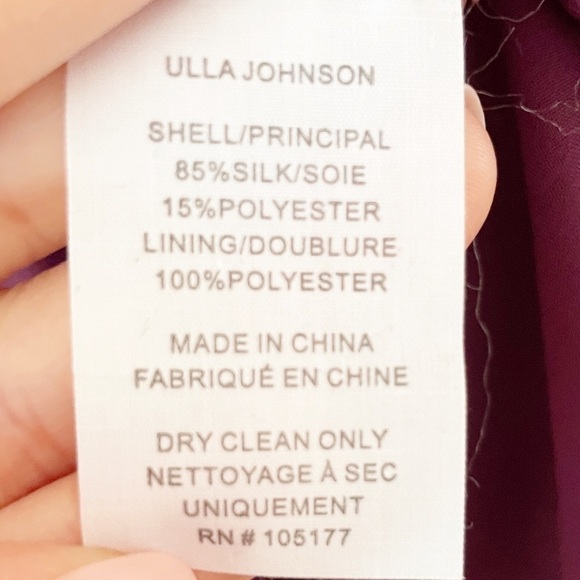 ULLA JOHNSON
SHELL/PRINCIPAL
85%SILK/SOIE
15%POLYESTER
LINING/DOUBLURE
100%POLYESTER
MADE IN CHINA
FABRIQUÉ EN CHINE
DRY CLEAN ONLY
NETTOYAGE À SEC
UNIQUEMENT
RN # 105177